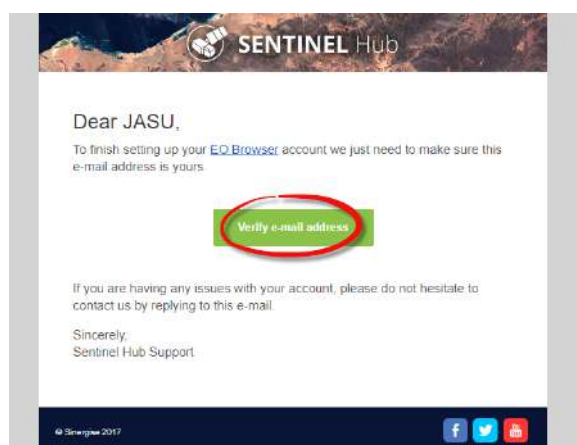 SENTINEL Hub
Dear JASU,
To finish setting up your EO Browser account we just need to make sure this
e-mail address is yours.
Verify e-mail address
If you are having any issues with your account, please do not hesitate to
contact us by replying to this e-mail.
Sincerely,
Sentinel Hub Support
© Sinergise 2017
f
You